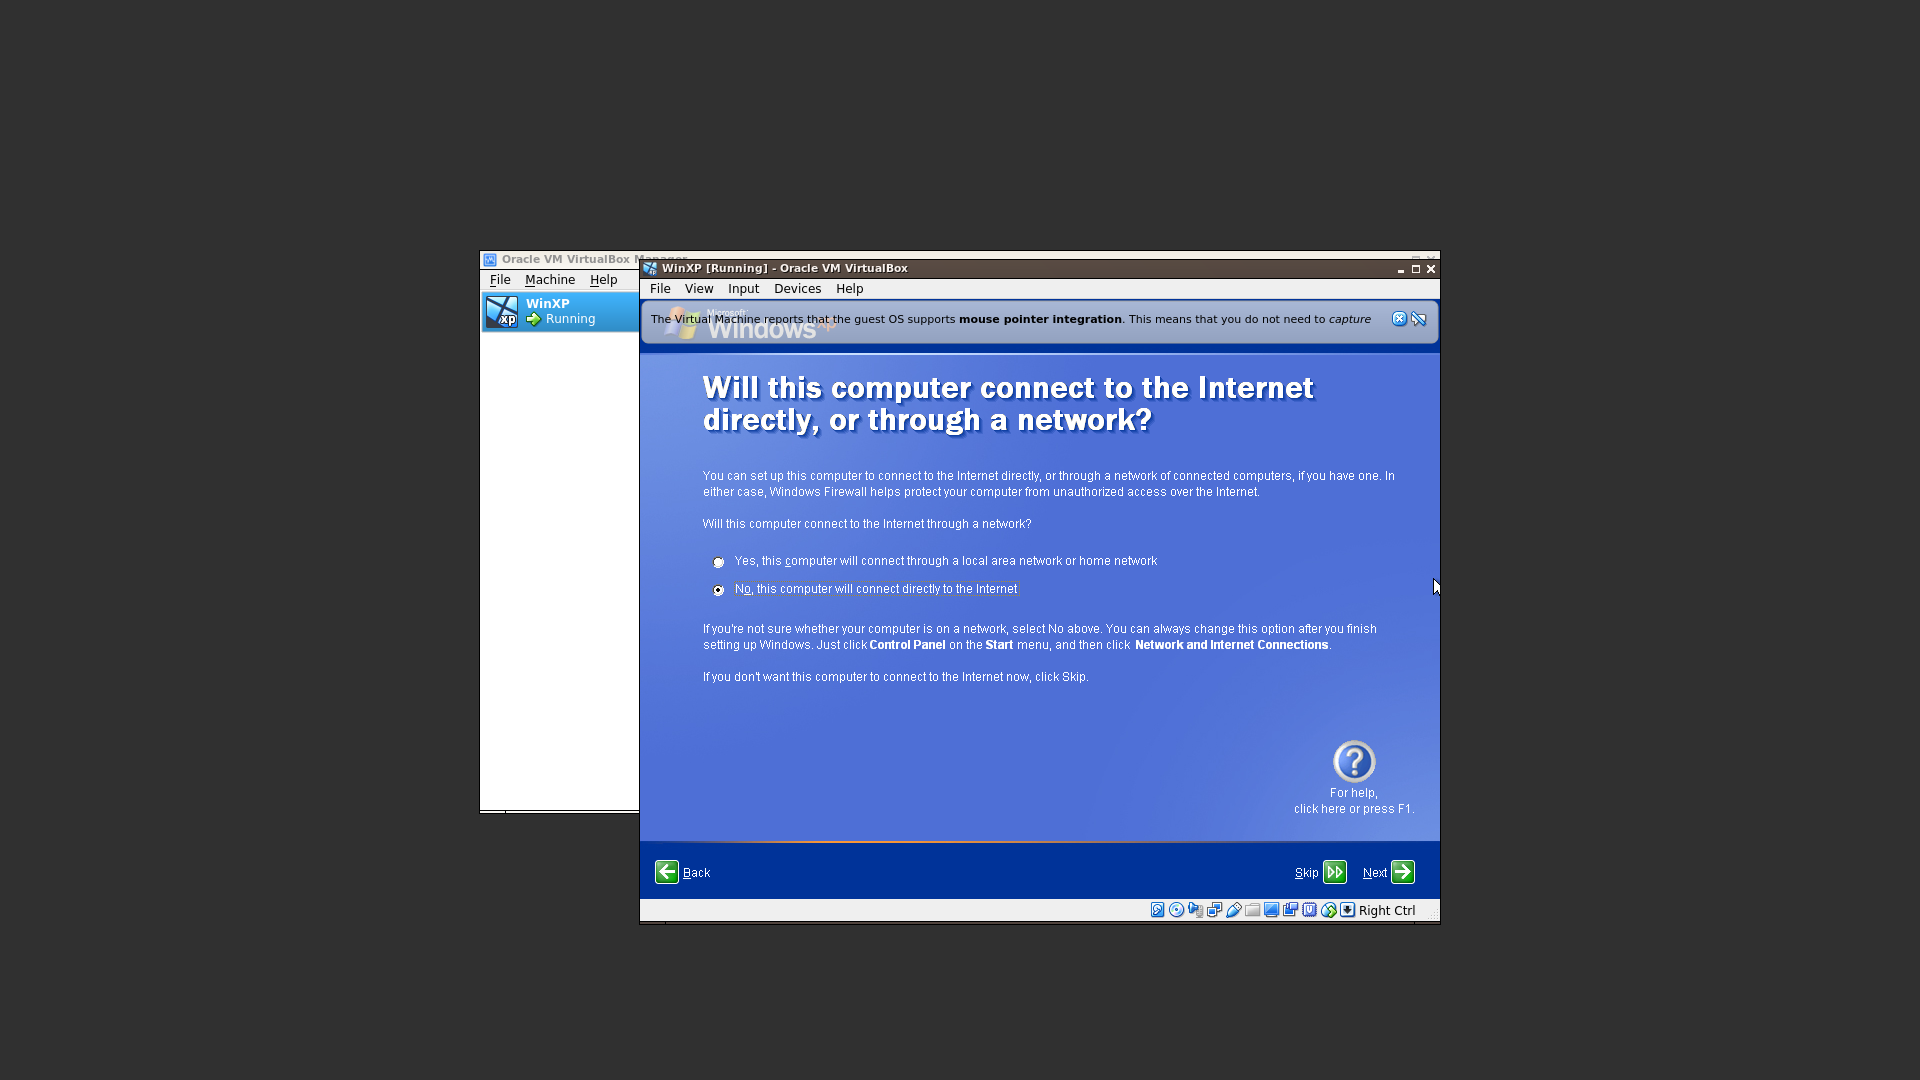 Oracle VM VirtualBox Manager
File Machine Help
WinXP
Running
WinXP [Running] - Oracle VM VirtualBox
File View Input Devices Help
The Virtual Machine reports that the guest OS supports mouse pointer integration. This means that you do not need to capture
Microsoft
Windows xp
Will this computer connect to the Internet
directly, or through a network?
You can set up this computer to connect to the Internet directly, or through a network of connected computers, if you have one. In
either case, Windows Firewall helps protect your computer from unauthorized access over the Internet.
Will this computer connect to the Internet through a network?
Yes, this computer will connect through a local area network or home network
No, this computer will connect directly to the Internet
If you're not sure whether your computer is on a network, select No above. You can always change this option after you finish
setting up Windows. Just click Control Panel on the Start menu, and then click Network and Internet Connections.
If you don't want this computer to connect to the Internet now, click Skip.
For help,
click here or press F1.
Back
Skip
Next
Right Ctrl